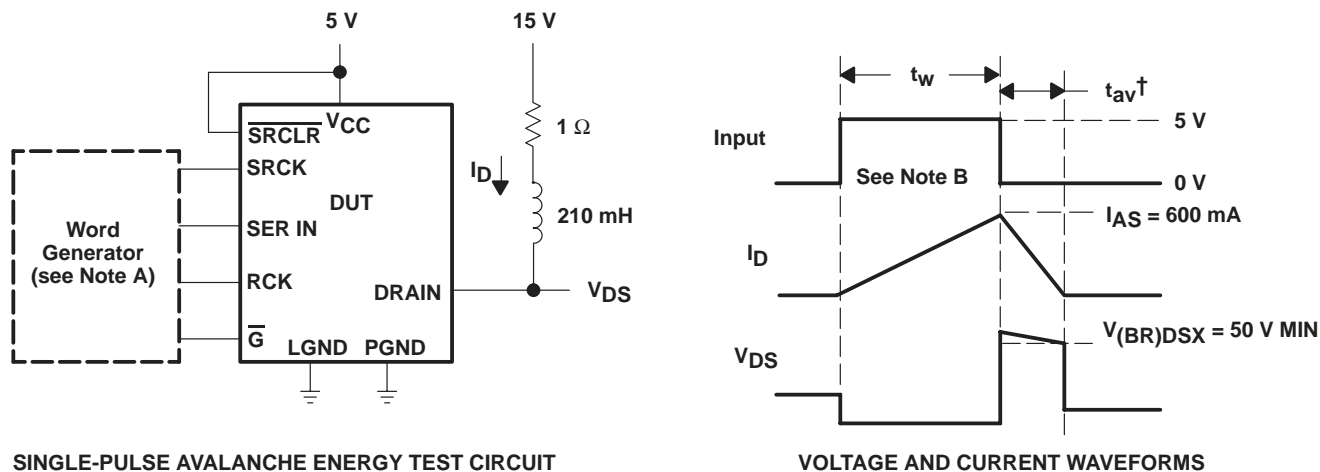 5 V
15 V
VCC
SRCLR
1 Ω
SRCK
ID
DUT
210 mH
Word
Generator
(see Note A)
SER IN
RCK
DRAIN
VDS
G
LGND
PGND
SINGLE-PULSE AVALANCHE ENERGY TEST CIRCUIT
tw
tav†
Input
5 V
See Note B
0 V
IAS = 600 mA
ID
V(BR)DSX = 50 V MIN
VDS
VOLTAGE AND CURRENT WAVEFORMS